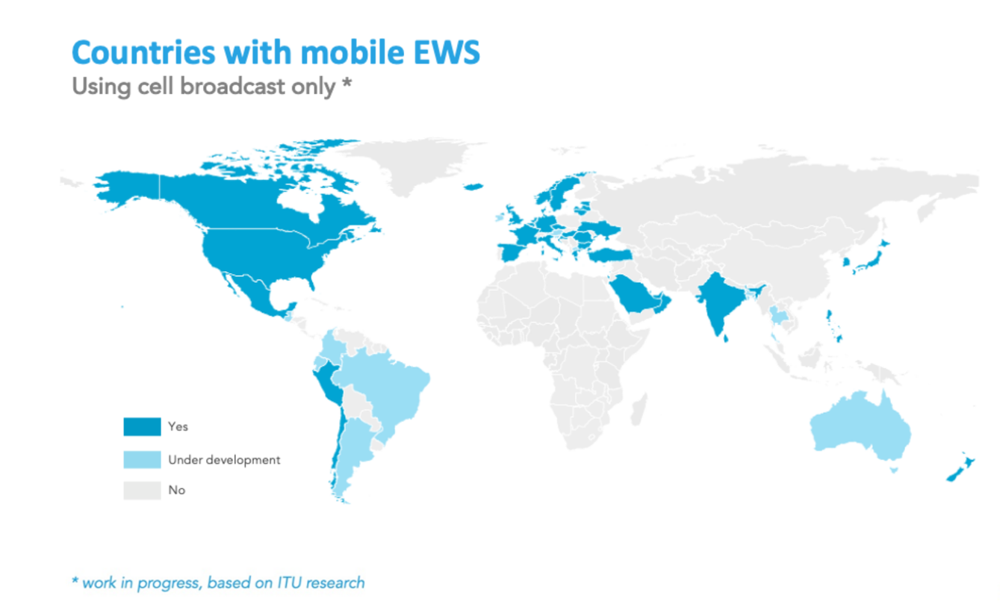 Countries with mobile EWS
Using cell broadcast only *
Yes
Under development
No
* work in progress, based on ITU research